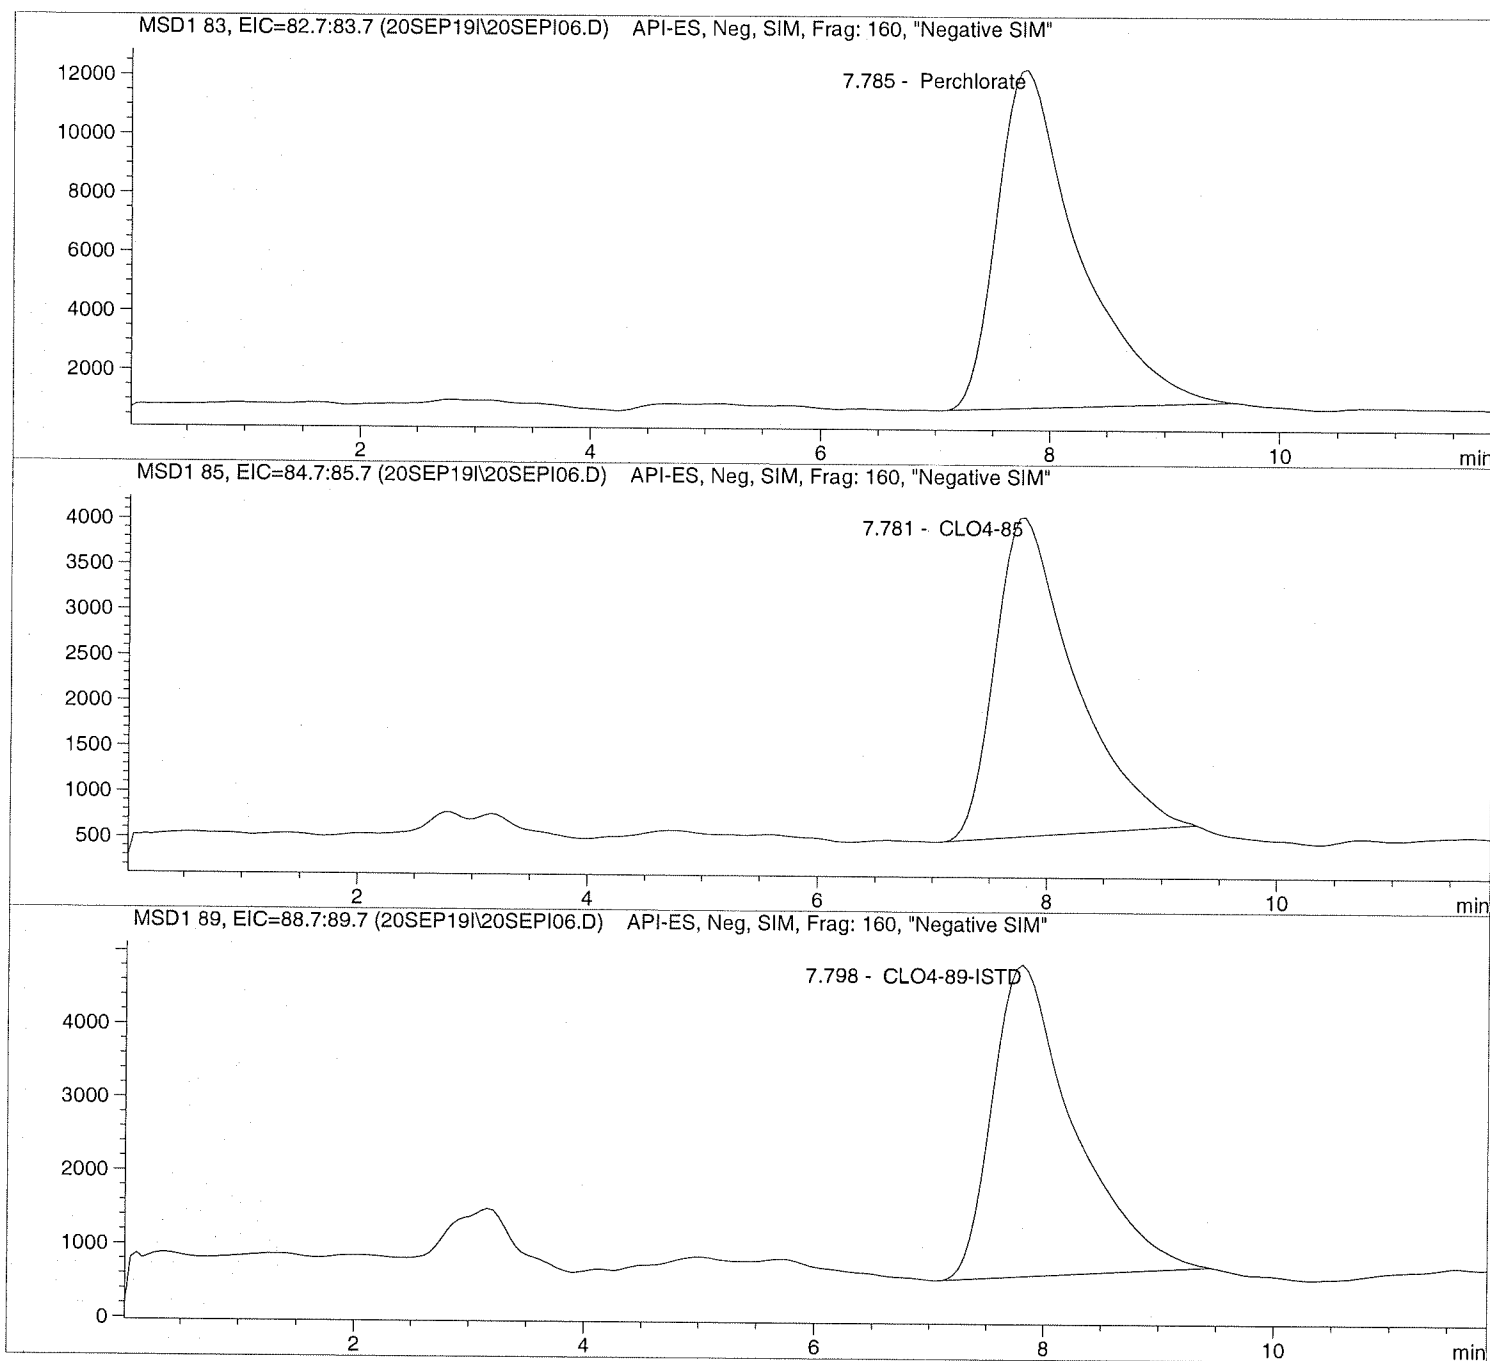 MSD1 83, EIC=82.7:83.7 (20SEP19I\20SEPI06.D) API-ES, Neg, SIM, Frag: 160, "Negative SIM"
7.785 - Perchlorate
12000
10000
8000
6000
4000
2000
2 4 6 8 10 min
MSD1 85, EIC=84.7:85.7 (20SEP19I\20SEPI06.D) API-ES, Neg, SIM, Frag: 160, "Negative SIM"
7.781 - CLO4-85
4000
3500
3000
2500
2000
1500
1000
500
2 4 6 8 10 min
MSD1 89, EIC=88.7:89.7 (20SEP19I\20SEPI06.D) API-ES, Neg, SIM, Frag: 160, "Negative SIM"
7.798 - CLO4-89-ISTD
4000
3000
2000
1000
0
2 4 6 8 10 min